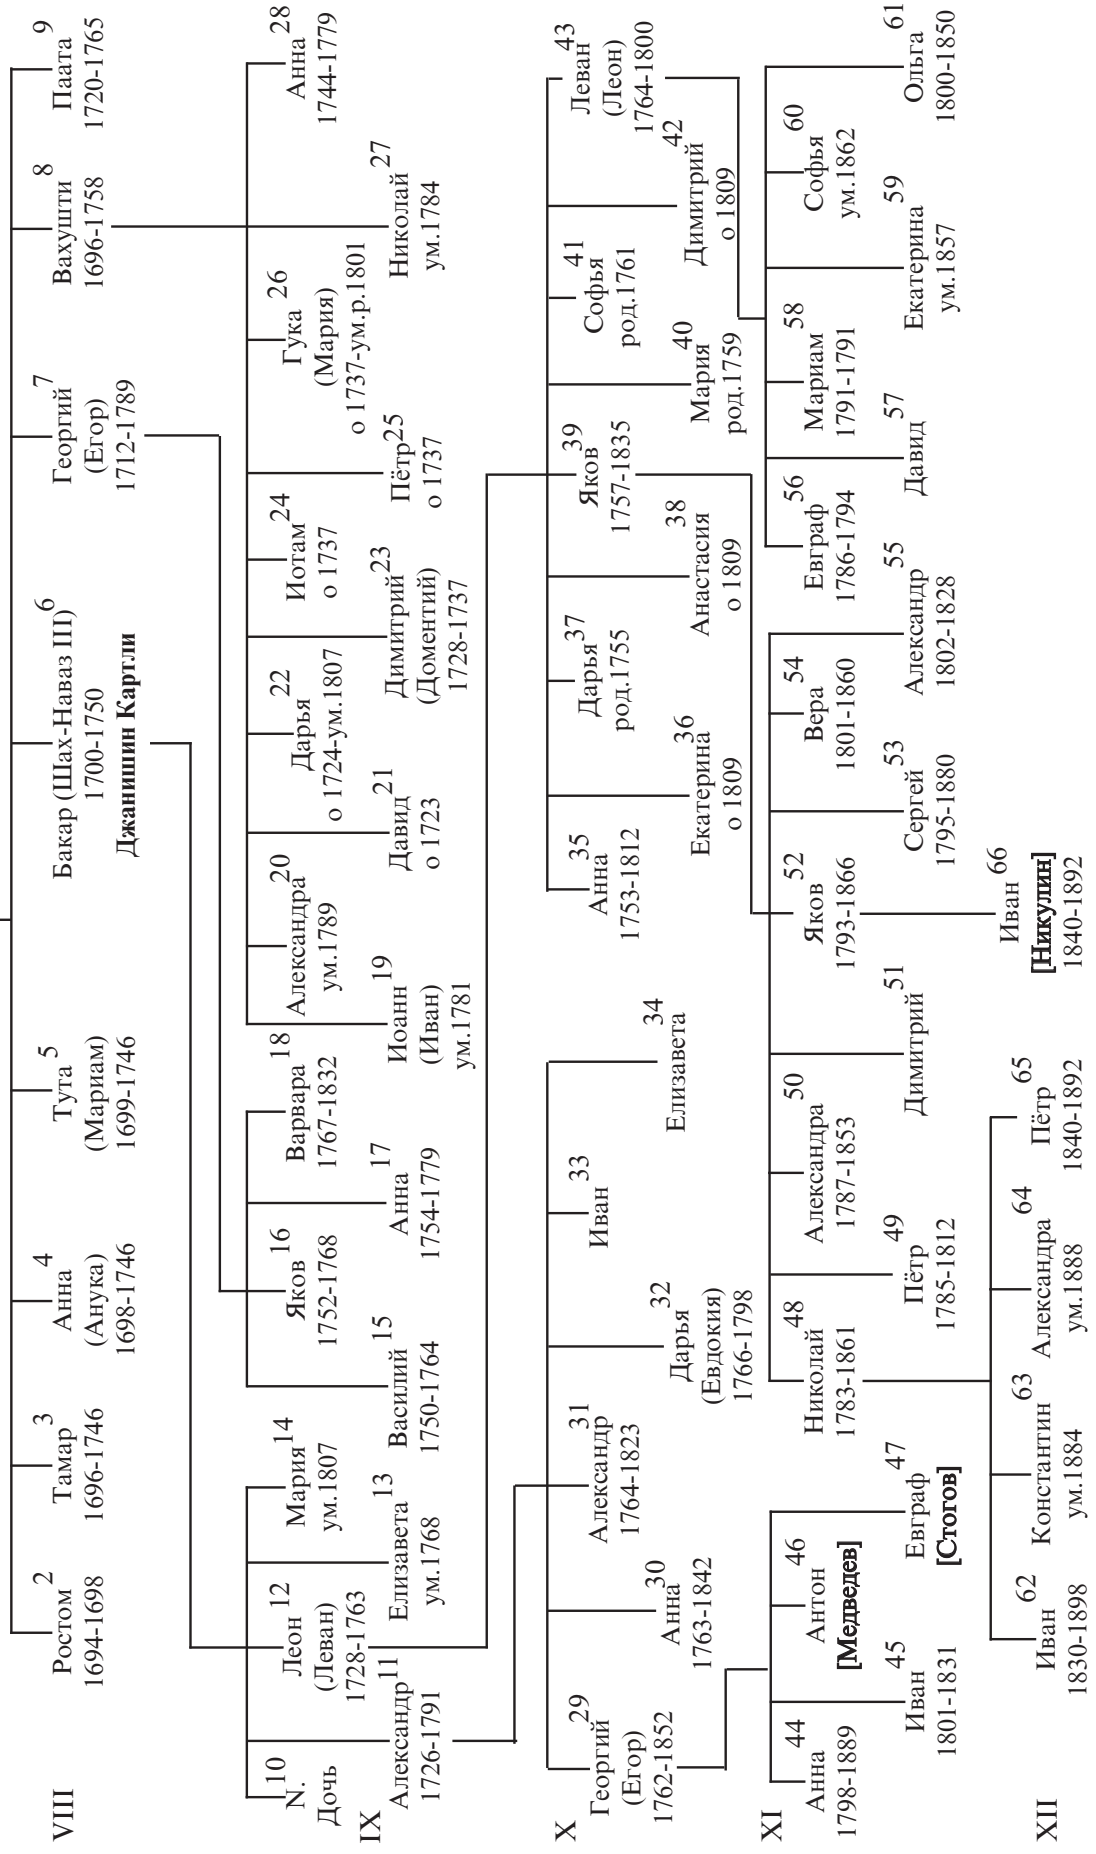 VIII
Ростом 2
1694-1698
Тамар 3
1696-1746
Анна 4
(Анука)
1698-1746
Тута 5
(Мариам)
1699-1746
Бакар (Шах-Наваз III) 6
1700-1750
Джанишин Картли
Георгий 7
(Егор)
1712-1789
Вахушти 8
1696-1758
Паата 9
1720-1765
IX
N. 10
Дочь
Александр 11
1726-1791
Леон 12
(Леван)
1728-1763
Елизавета 13
ум.1768
Мария 14
ум.1807
Василий 15
1750-1764
Яков 16
1752-1768
Анна 17
1754-1779
Варвара 18
1767-1832
Иоанн 19
(Иван)
ум.1781
Александра 20
ум.1789
Давид 21
о 1723
Дарья 22
о 1724-ум.1807
Димитрий 23
(Доментий)
1728-1737
Иотам 24
о 1737
Пётр 25
о 1737
Гука 26
(Мария)
о 1737-ум.р.1801
Николай 27
ум.1784
Анна 28
1744-1779
X
Георгий 29
(Егор)
1762-1852
Анна 30
1763-1842
Александр 31
1764-1823
Дарья 32
(Евдокия)
1766-1798
Иван 33
Елизавета 34
Анна 35
1753-1812
Екатерина 36
о 1809
Дарья 37
род.1755
Анастасия 38
о 1809
Яков 39
1757-1835
Мария 40
род.1759
Софья 41
род.1761
Димитрий 42
о 1809
Леван 43
(Леон)
1764-1800
XI
Анна 44
1798-1889
Иван 45
1801-1831
Антон 46
[Медведев]
Евграф 47
[Стогов]
Николай 48
1783-1861
Пётр 49
1785-1812
Александра 50
1787-1853
Димитрий 51
Яков 52
1793-1866
Сергей 53
1795-1880
Вера 54
1801-1860
Александр 55
1802-1828
Евграф 56
1786-1794
Давид 57
Мариам 58
1791-1791
Екатерина 59
ум.1857
Софья 60
ум.1862
Ольга 61
1800-1850
XII
Иван 62
1830-1898
Константин 63
ум.1884
Александра 64
ум.1888
Пётр 65
1840-1892
Иван 66
[Никулин]
1840-1892